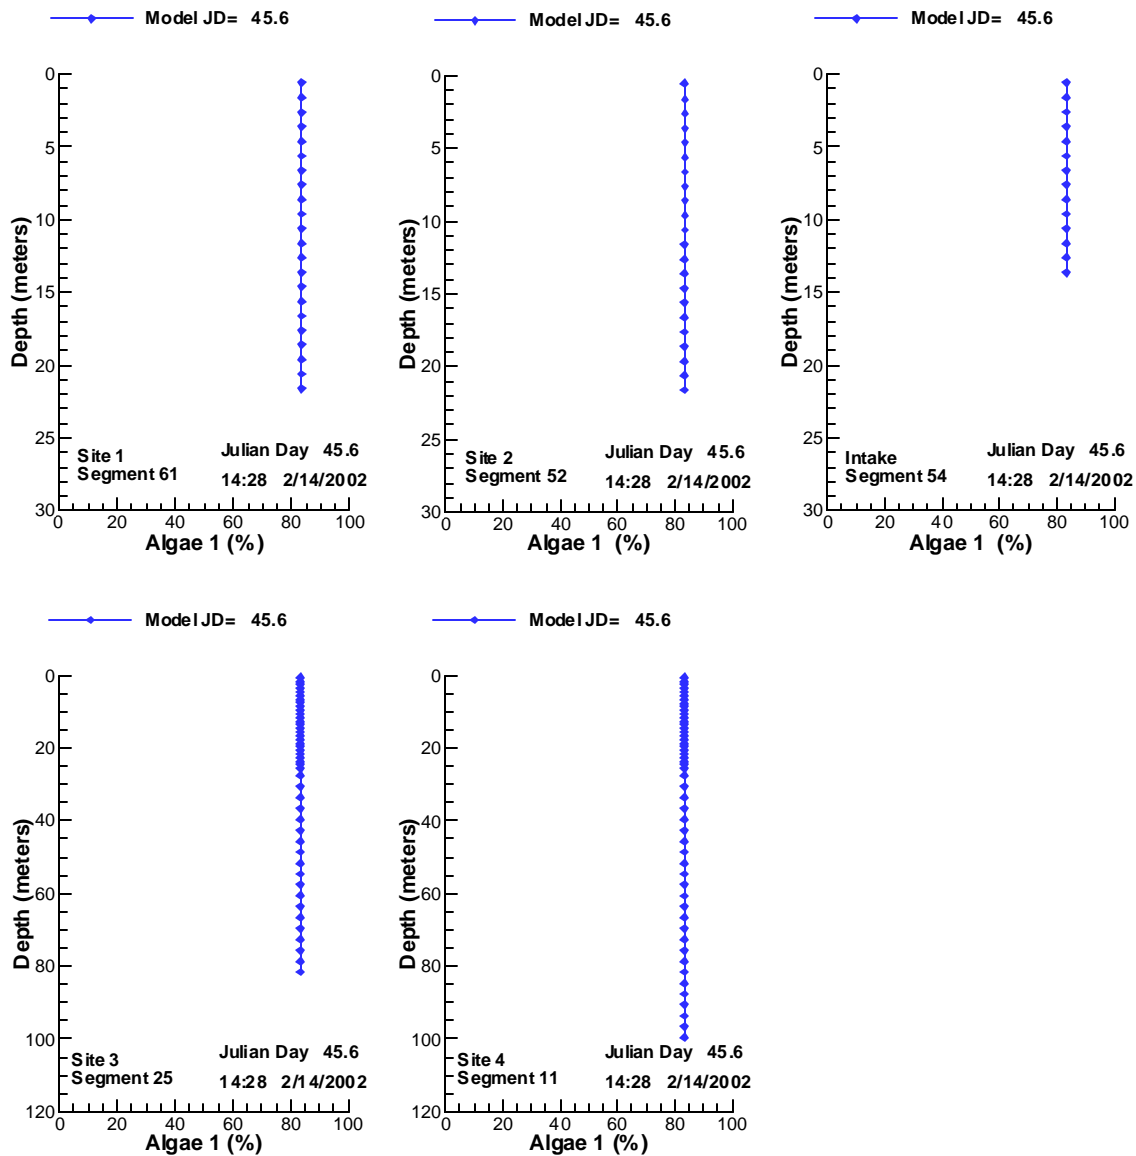 Model JD= 45.6
0
5
10
15
20
25
30
Depth (meters)
Site 1
Segment 61
Julian Day 45.6
14:28 2/14/2002
0 20 40 60 80 100
Algae 1 (%)
Model JD= 45.6
0
5
10
15
20
25
30
Depth (meters)
Site 2
Segment 52
Julian Day 45.6
14:28 2/14/2002
0 20 40 60 80 100
Algae 1 (%)
Model JD= 45.6
0
5
10
15
20
25
30
Depth (meters)
Intake
Segment 54
Julian Day 45.6
14:28 2/14/2002
0 20 40 60 80 100
Algae 1 (%)
Model JD= 45.6
0
20
40
60
80
100
120
Depth (meters)
Site 3
Segment 25
Julian Day 45.6
14:28 2/14/2002
0 20 40 60 80 100
Algae 1 (%)
Model JD= 45.6
0
20
40
60
80
100
120
Depth (meters)
Site 4
Segment 11
Julian Day 45.6
14:28 2/14/2002
0 20 40 60 80 100
Algae 1 (%)